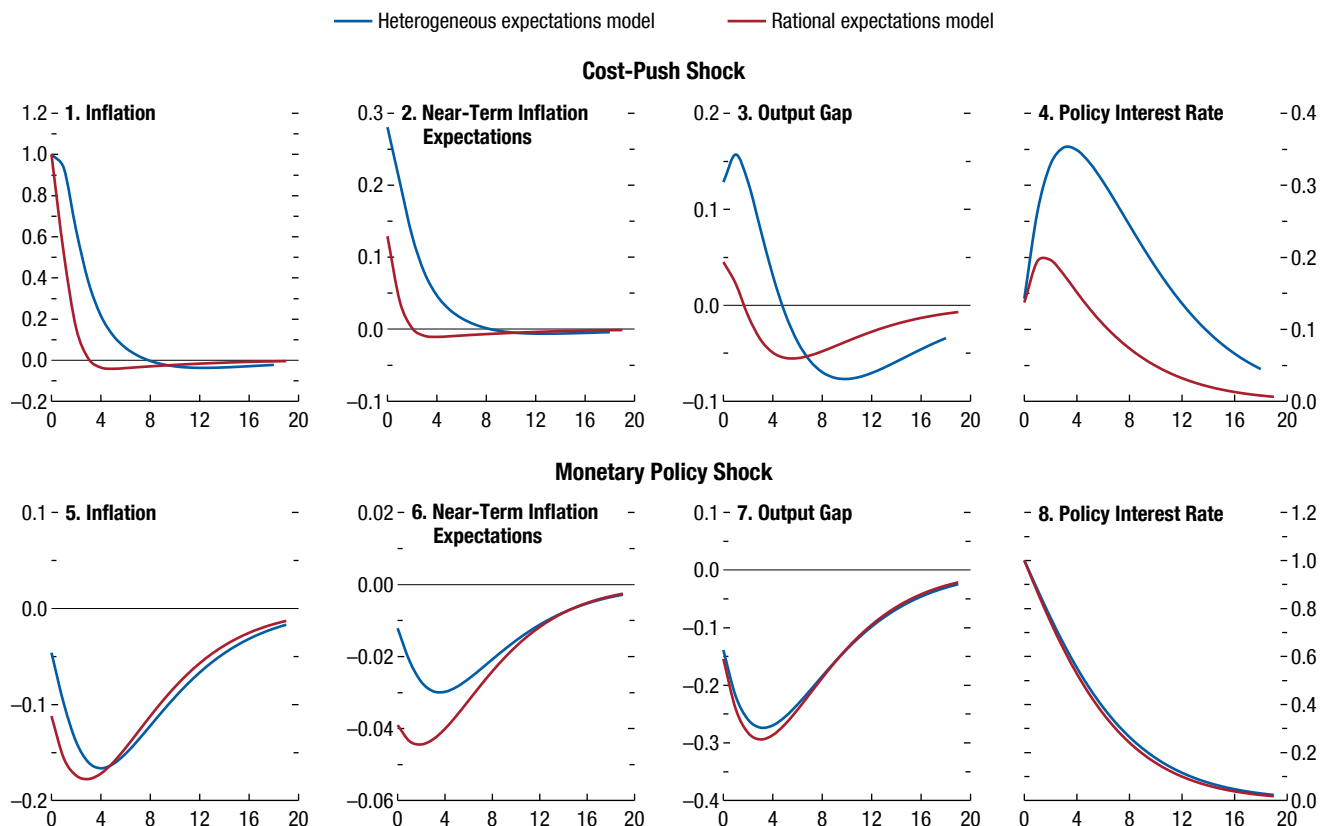 Heterogeneous expectations model
Rational expectations model
Cost-Push Shock
1. Inflation
1.2
1.0
0.8
0.6
0.4
0.2
0.0
–0.2
0 4 8 12 16 20
2. Near-Term Inflation
Expectations
0.3
0.2
0.1
0.0
–0.1
0 4 8 12 16 20
3. Output Gap
0.2
0.1
0.0
–0.1
0 4 8 12 16 20
4. Policy Interest Rate
0.4
0.3
0.2
0.1
0.0
0 4 8 12 16 20
Monetary Policy Shock
5. Inflation
0.1
0.0
–0.1
–0.2
0 4 8 12 16 20
6. Near-Term Inflation
Expectations
0.02
0.00
–0.02
–0.04
–0.06
0 4 8 12 16 20
7. Output Gap
0.1
0.0
–0.1
–0.2
–0.3
–0.4
0 4 8 12 16 20
8. Policy Interest Rate
1.2
1.0
0.8
0.6
0.4
0.2
0.0
0 4 8 12 16 20